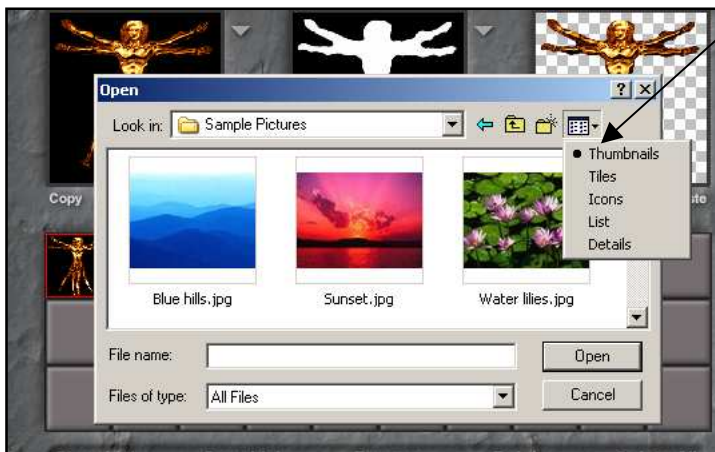 Open
Look in: Sample Pictures
Thumbnails
Tiles
Icons
List
Details
Copy
Blue hills.jpg Sunset.jpg Water lilies.jpg
File name: Open
Files of type: All Files Cancel